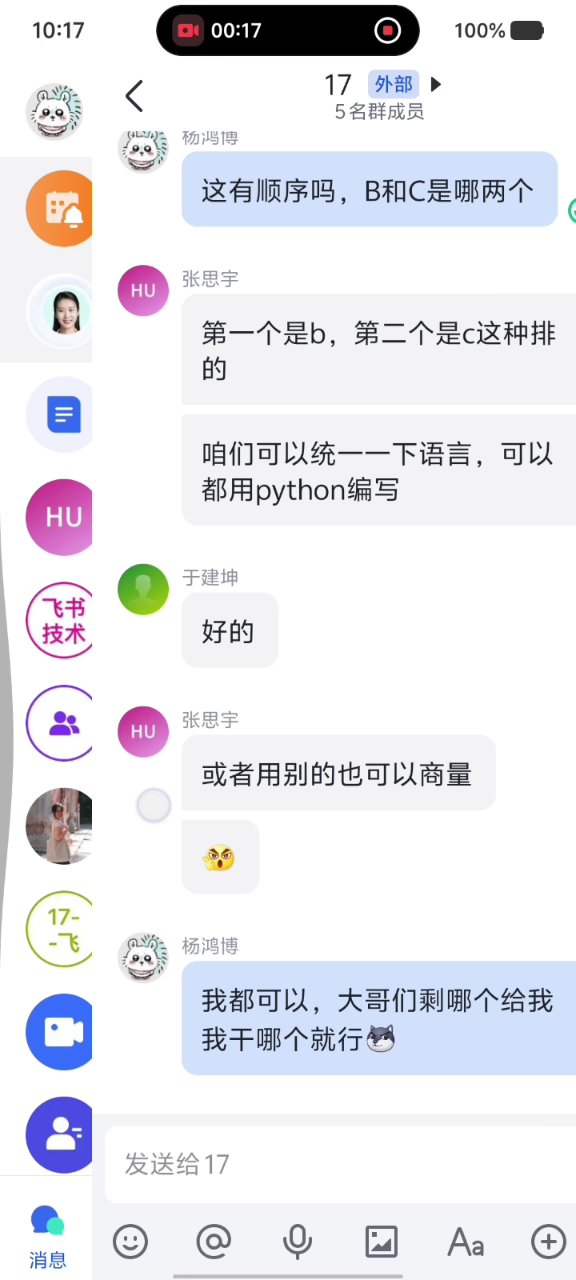 10:17
00:17
100%
17 外部
5名群成员
杨鸿博
这有顺序吗，B和C是哪两个
HU
张思宇
第一个是b，第二个是c这种排
的
咱们可以统一一下语言，可以
都用python编写
HU
飞书
技术
于建坤
好的
HU
张思宇
或者用别的也可以商量
17-
-飞
杨鸿博
我都可以，大哥们剩哪个给我
我干哪个就行
发送给17
Aa
消息